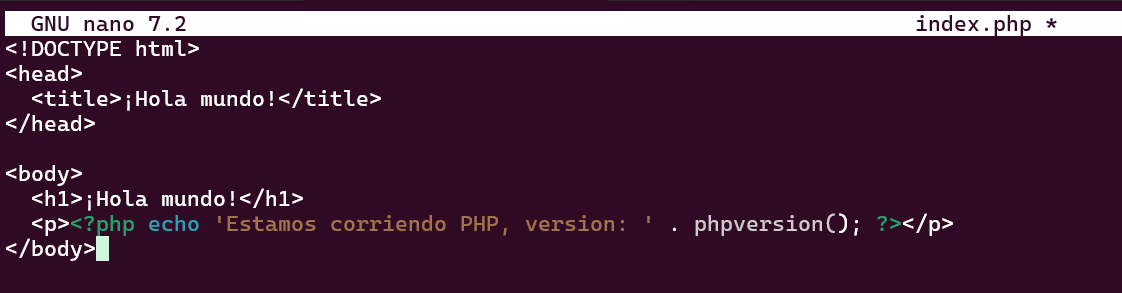 GNU nano 7.2 index.php *
<!DOCTYPE html>
<head>
  <title>¡Hola mundo!</title>
</head>

<body>
  <h1>¡Hola mundo!</h1>
  <p><?php echo 'Estamos corriendo PHP, version: ' . phpversion(); ?></p>
</body>